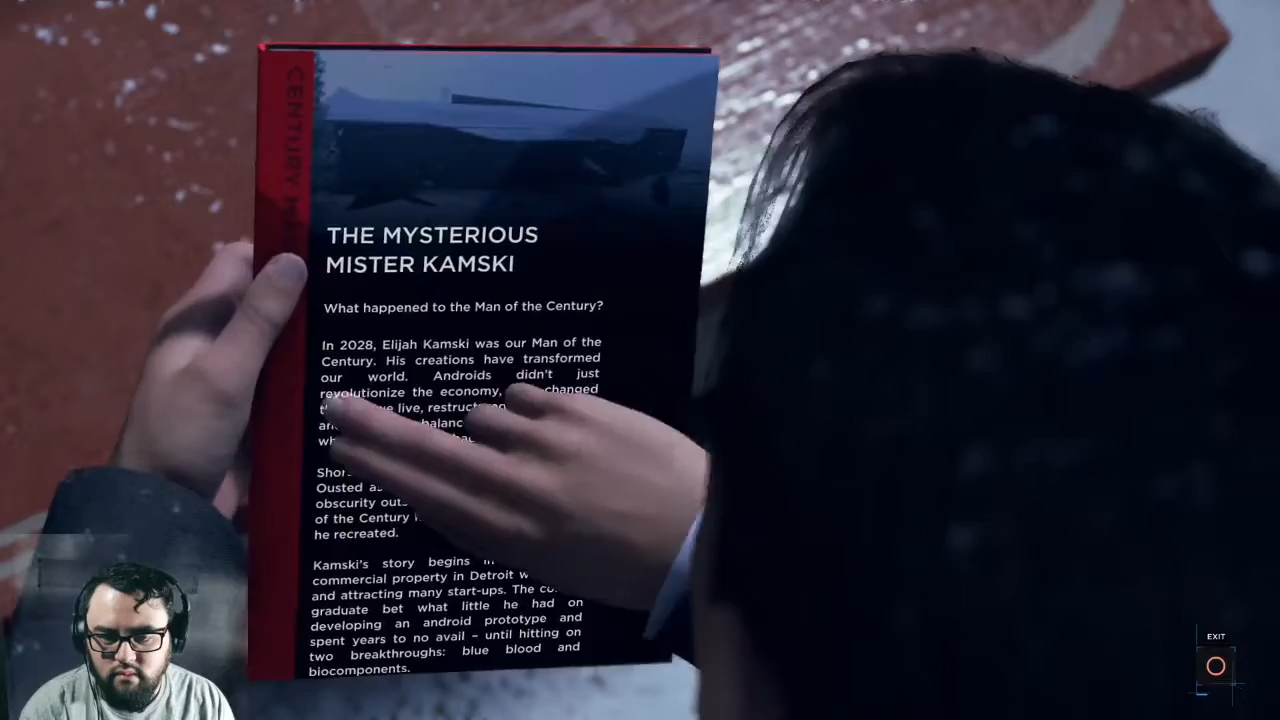 CENTURY
THE MYSTERIOUS
MISTER KAMSKI
What happened to the Man of the Century?
In 2028, Elijah Kamski was our Man of the
Century. His creations have transformed
our world. Androids didn't just
revolutionize the economy, changed
we live,
Ousted
obscurity
of the Century
he recreated.
Kamski's story begins
commercial property in Detroit
and attracting many start-ups. The
graduate bet what little he had on
developing an android prototype and
spent years to no avail – until hitting on
two breakthroughs: blue blood and
biocomponents.
EXIT